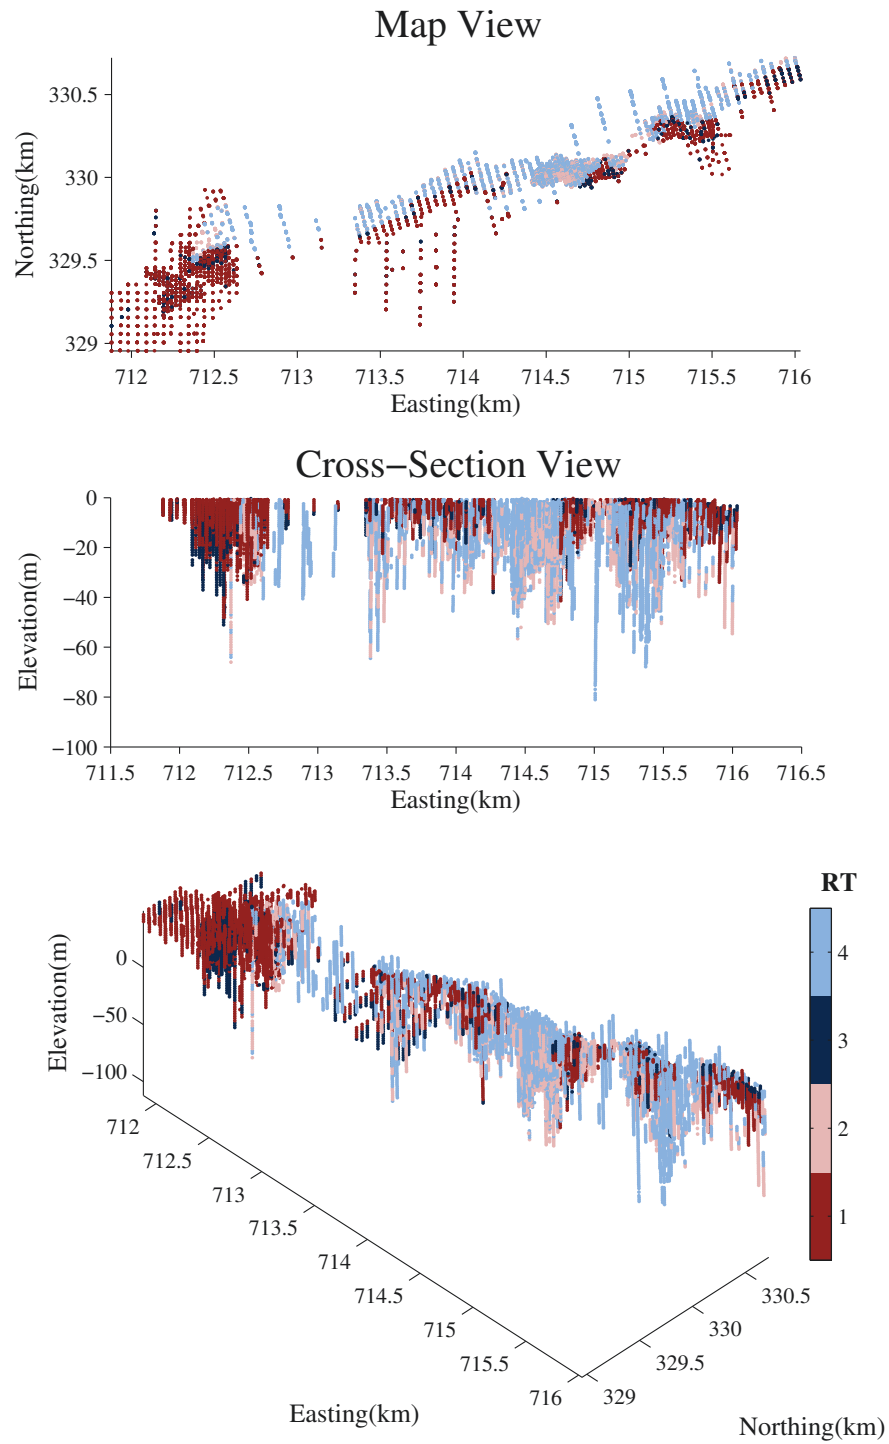 Map View
Northing(km)
330.5
330
329.5
329
712 712.5 713 713.5 714 714.5 715 715.5 716
Easting(km)
Cross−Section View
Elevation(m)
0
−20
−40
−60
−80
−100
711.5 712 712.5 713 713.5 714 714.5 715 715.5 716 716.5
Easting(km)
RT
4
3
2
1
Elevation(m)
0
−50
−100
712
712.5
713
713.5
714
714.5
715
715.5
716
329
329.5
330
330.5
Easting(km)
Northing(km)